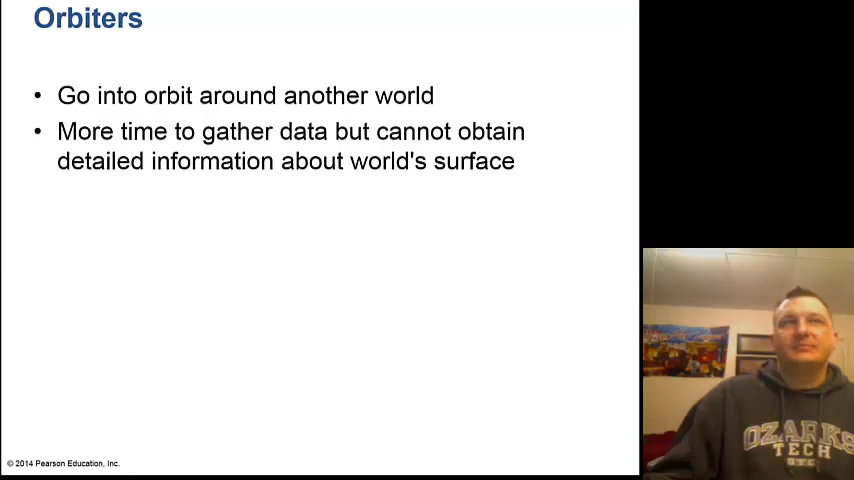 Orbiters
• Go into orbit around another world
• More time to gather data but cannot obtain
detailed information about world's surface
© 2014 Pearson Education, Inc.
OZARKS
TECH